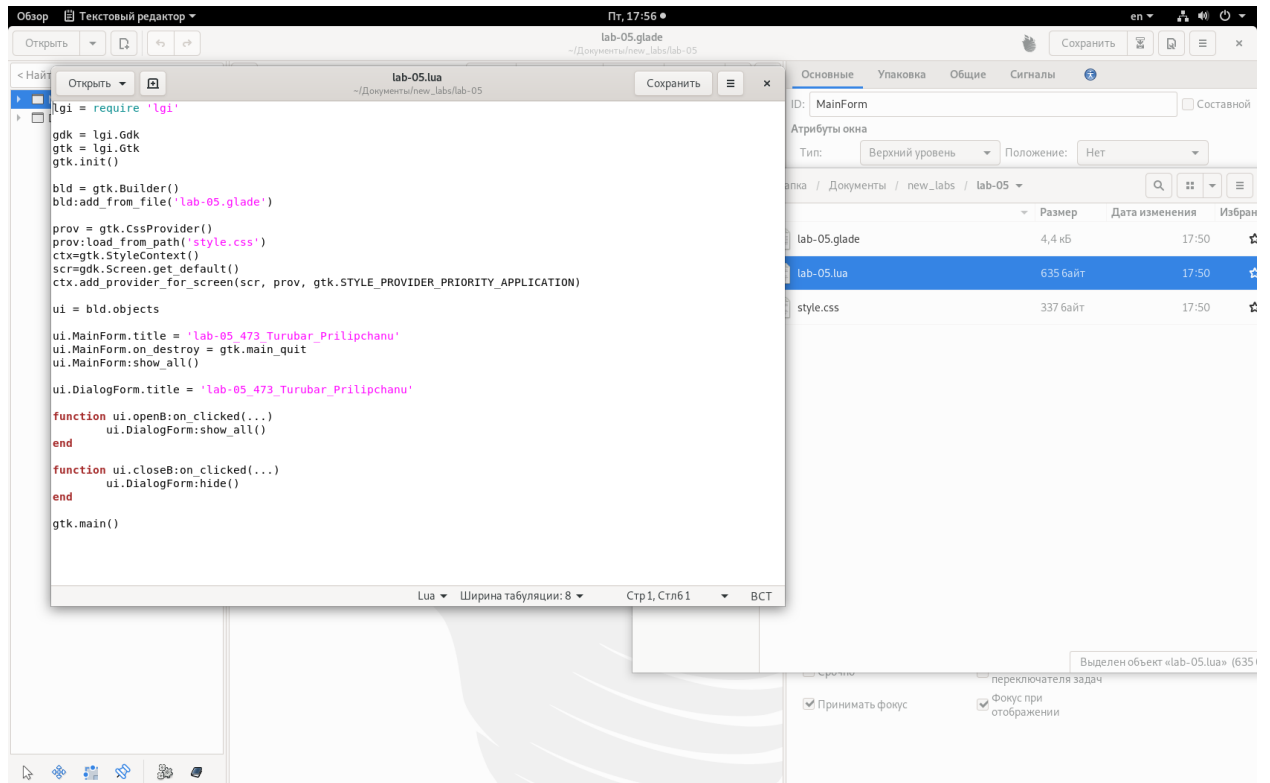 Обзор Текстовый редактор Пт, 17:56 en
Открыть lab-05.glade Сохранить
~/Документы/new_labs/lab-05
< Найт
Открыть lab-05.lua Сохранить
~/Документы/new_labs/lab-05
lgi = require 'lgi'
gdk = lgi.Gdk
gtk = lgi.Gtk
gtk.init()
bld = gtk.Builder()
bld:add_from_file('lab-05.glade')
prov = gtk.CssProvider()
prov:load_from_path('style.css')
ctx=gtk.StyleContext()
scr=gdk.Screen.get_default()
ctx.add_provider_for_screen(scr, prov, gtk.STYLE_PROVIDER_PRIORITY_APPLICATION)
ui = bld.objects
ui.MainForm.title = 'lab-05_473_Turubar_Prilipchanu'
ui.MainForm.on_destroy = gtk.main_quit
ui.MainForm:show_all()
ui.DialogForm.title = 'lab-05_473_Turubar_Prilipchanu'
function ui.openB:on_clicked(...)
ui.DialogForm:show_all()
end
function ui.closeB:on_clicked(...)
ui.DialogForm:hide()
end
gtk.main()
Lua Ширина табуляции: 8 Стр 1, Стлб 1 ВСТ
Основные Упаковка Общие Сигналы
ID: MainForm Составной
Атрибуты окна
Тип: Верхний уровень Положение: Нет
апка / Документы / new_labs / lab-05
Размер Дата изменения Избран
lab-05.glade 4,4 кБ 17:50
lab-05.lua 635 байт 17:50
style.css 337 байт 17:50
Выделен объект «lab-05.lua» (635
переключателя задач
Принимать фокус Фокус при
отображении